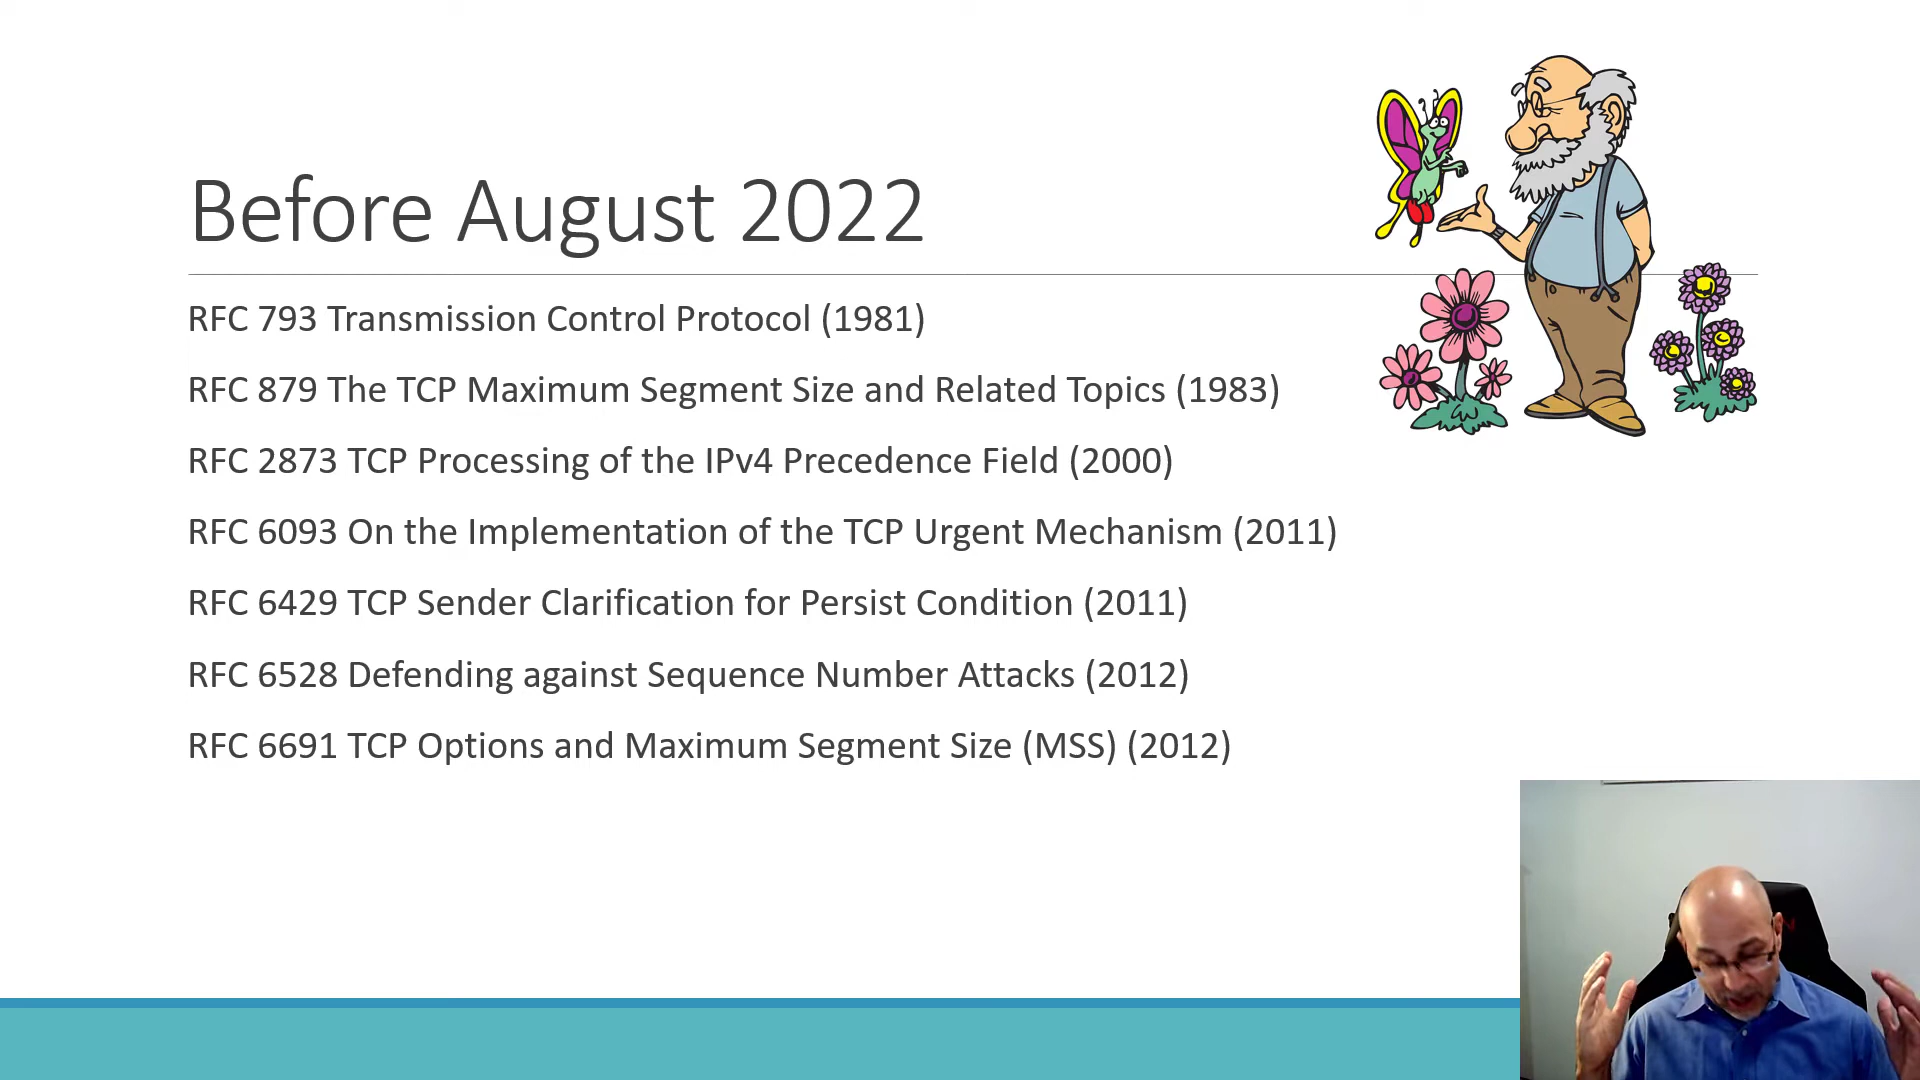 Before August 2022
RFC 793 Transmission Control Protocol (1981)
RFC 879 The TCP Maximum Segment Size and Related Topics (1983)
RFC 2873 TCP Processing of the IPv4 Precedence Field (2000)
RFC 6093 On the Implementation of the TCP Urgent Mechanism (2011)
RFC 6429 TCP Sender Clarification for Persist Condition (2011)
RFC 6528 Defending against Sequence Number Attacks (2012)
RFC 6691 TCP Options and Maximum Segment Size (MSS) (2012)